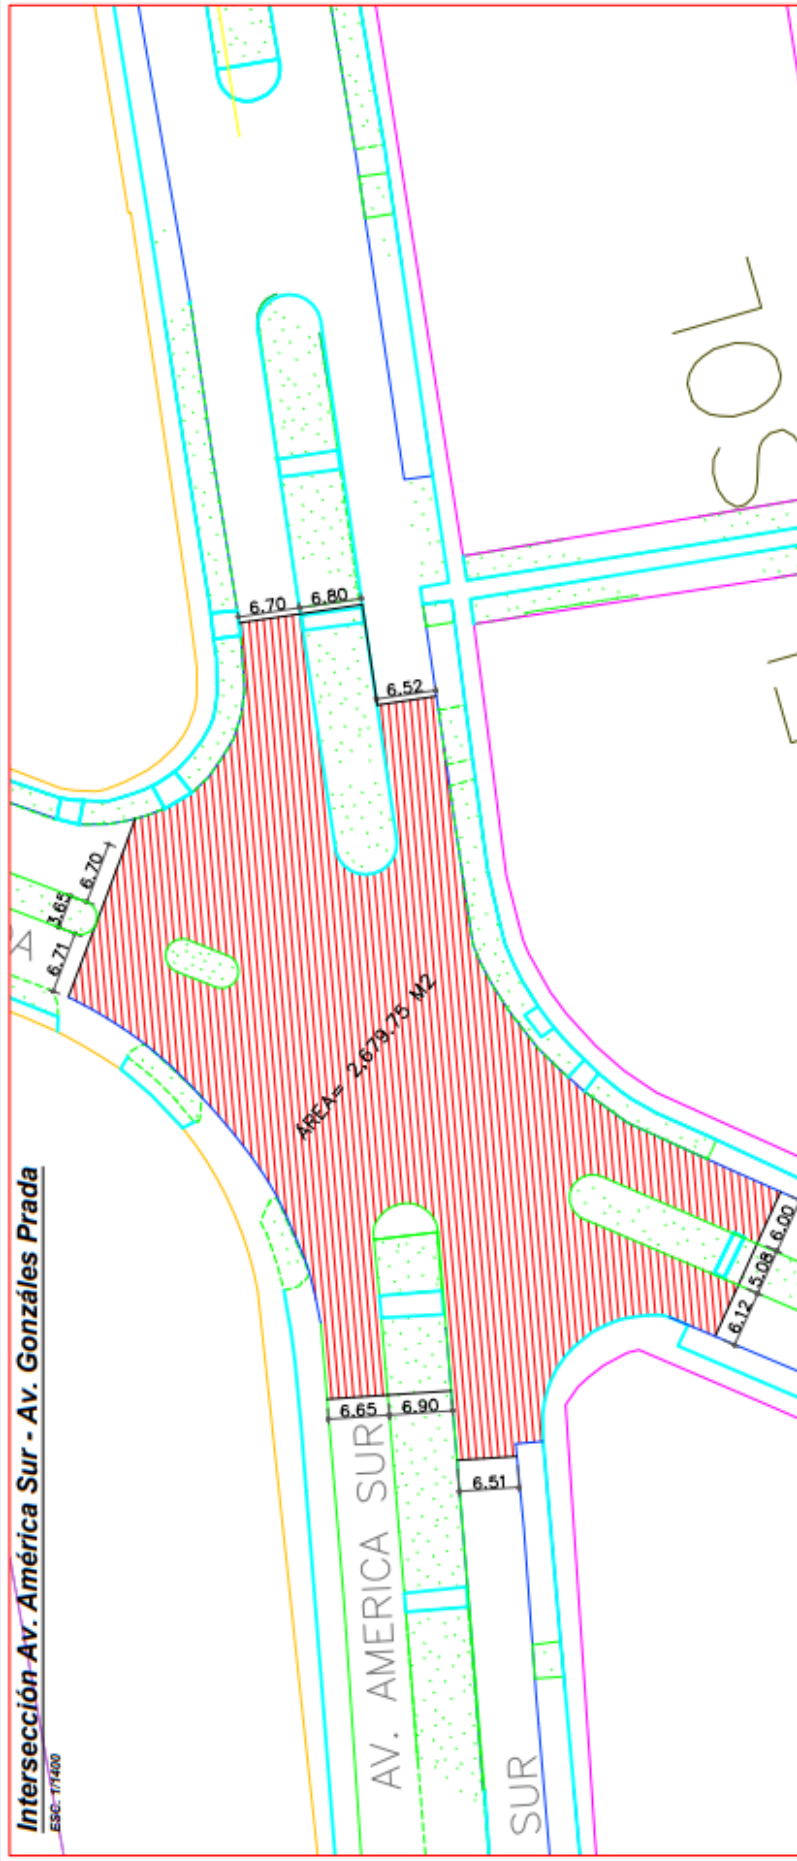 SOL
6.70
6.80
6.52
6.70
3.65
6.71
DA
AREA= 2,679.75 M2
6.00
5.08
6.12
6.65
6.90
6.51
AV. AMERICA SUR
SUR
Intersección Av. América Sur - Av. Gonzáles Prada
ESC: 1/1400